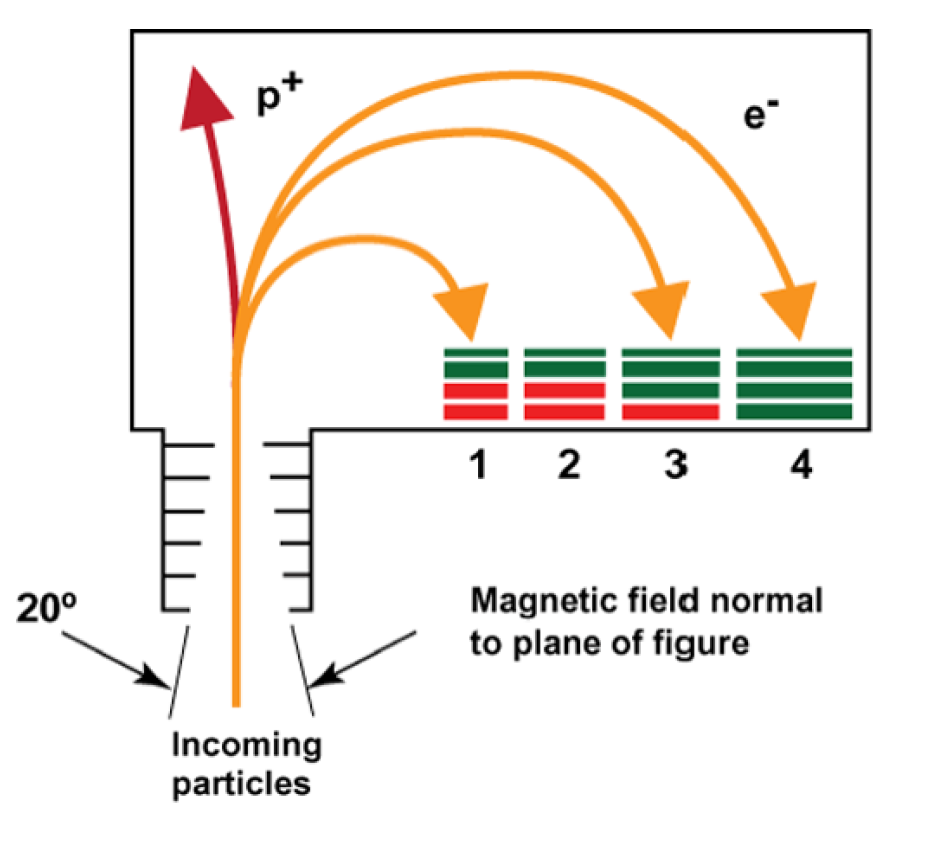 p⁺
e⁻
1 2 3 4
20º
Magnetic field normal
to plane of figure
Incoming
particles